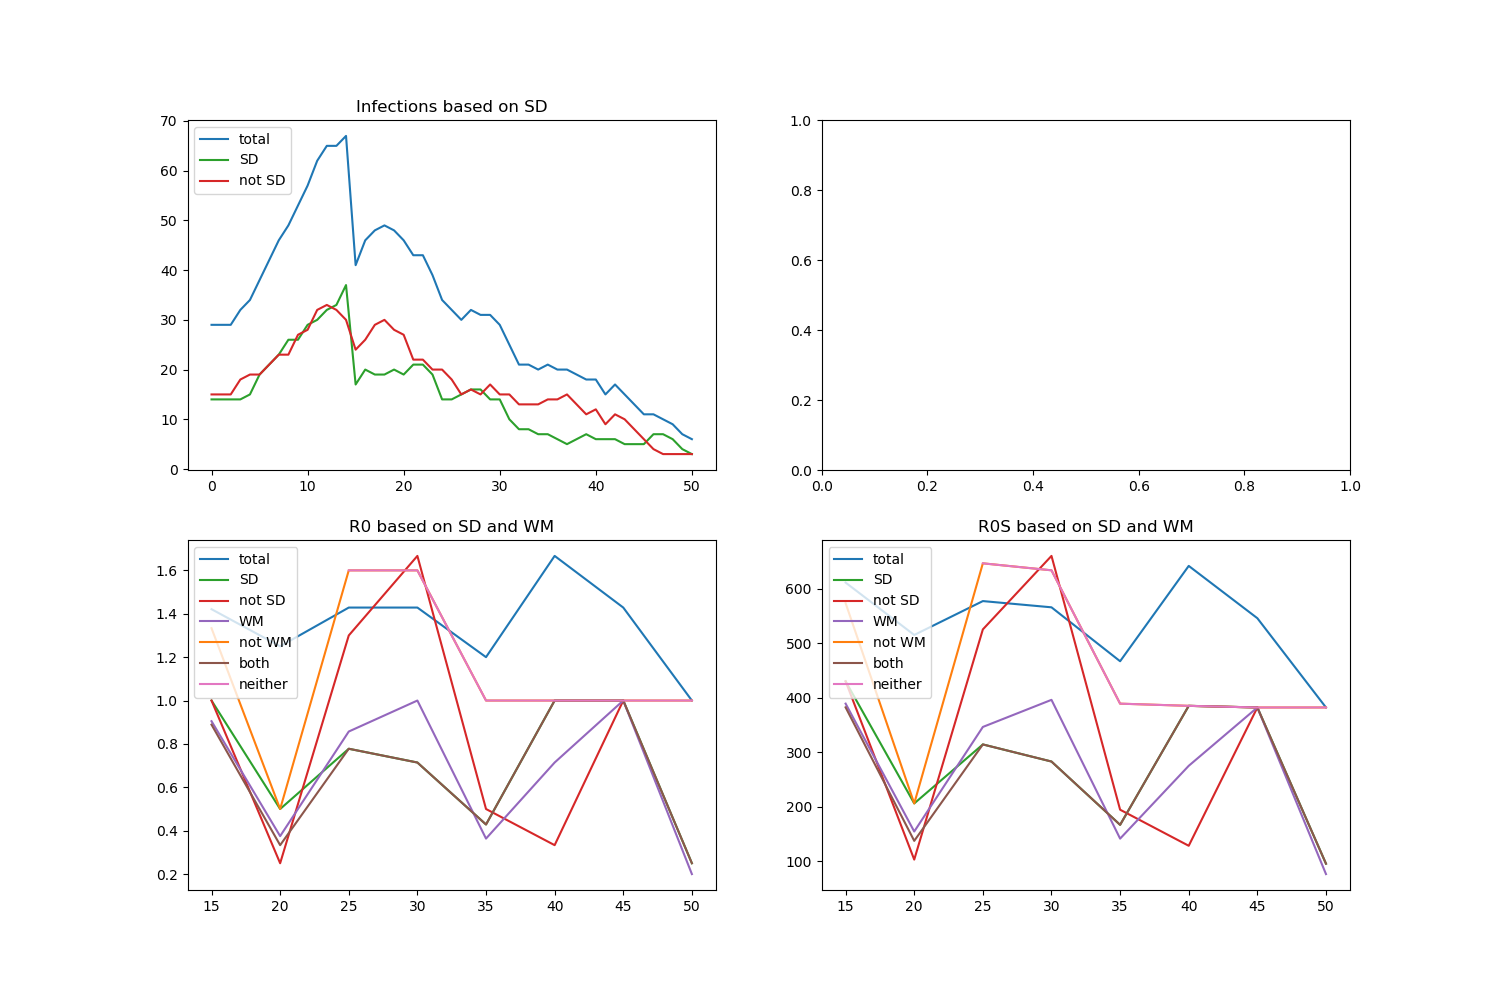 Infections based on SD
70
60
50
40
30
20
10
0
total
SD
not SD
0 10 20 30 40 50
1.0
0.8
0.6
0.4
0.2
0.0
0.0 0.2 0.4 0.6 0.8 1.0
R0 based on SD and WM
1.6
1.4
1.2
1.0
0.8
0.6
0.4
0.2
total
SD
not SD
WM
not WM
both
neither
15 20 25 30 35 40 45 50
R0S based on SD and WM
600
500
400
300
200
100
total
SD
not SD
WM
not WM
both
neither
15 20 25 30 35 40 45 50